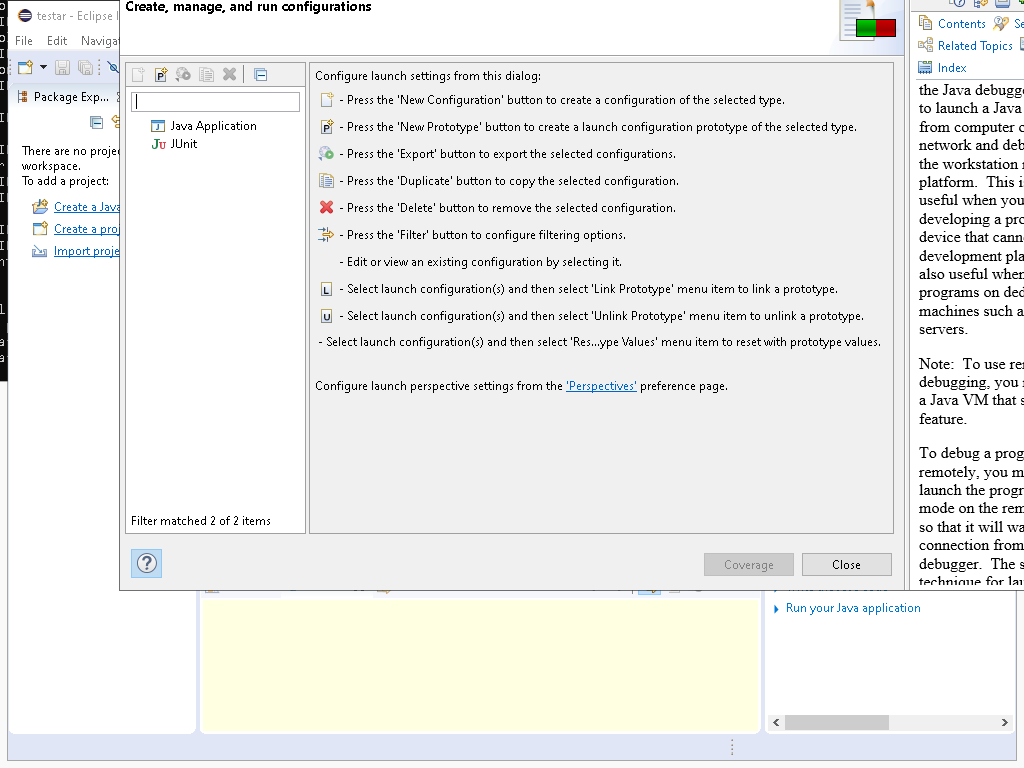 testar - Eclipse I
File Edit Naviga
Package Exp...
There are no proje
workspace.
To add a project:
Create a Java
Create a proj
Import proje
Create, manage, and run configurations
Java Application
JUnit
Filter matched 2 of 2 items
Configure launch settings from this dialog:
- Press the 'New Configuration' button to create a configuration of the selected type.
- Press the 'New Prototype' button to create a launch configuration prototype of the selected type.
- Press the 'Export' button to export the selected configurations.
- Press the 'Duplicate' button to copy the selected configuration.
- Press the 'Delete' button to remove the selected configuration.
- Press the 'Filter' button to configure filtering options.
- Edit or view an existing configuration by selecting it.
- Select launch configuration(s) and then select 'Link Prototype' menu item to link a prototype.
- Select launch configuration(s) and then select 'Unlink Prototype' menu item to unlink a prototype.
- Select launch configuration(s) and then select 'Res...ype Values' menu item to reset with prototype values.
Configure launch perspective settings from the 'Perspectives' preference page.
Coverage Close
Contents Se
Related Topics
Index
the Java debugge
to launch a Java
from computer o
network and deb
the workstation
platform. This i
useful when you
developing a pro
device that cann
development pla
also useful when
programs on ded
machines such a
servers.
Note: To use re
debugging, you
a Java VM that s
feature.
To debug a prog
remotely, you m
launch the progr
mode on the rem
so that it will wa
connection from
debugger. The s
technique for lau
Run your Java application